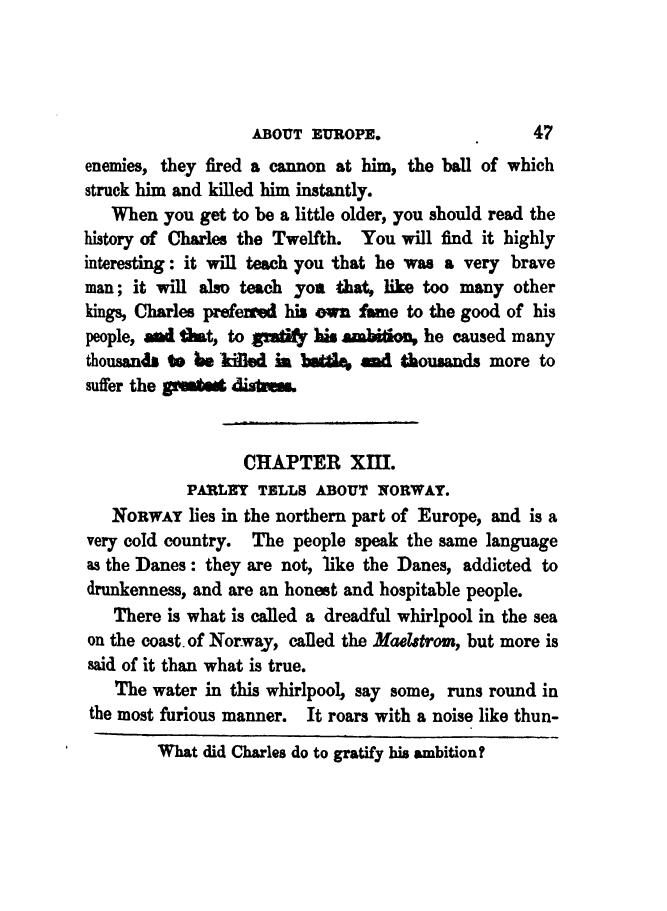 ABOUT EUROPE. 47
enemies, they fired a cannon at him, the ball of which
struck him and killed him instantly.
When you get to be a little older, you should read the
history of Charles the Twelfth. You will find it highly
interesting: it will teach you that he was a very brave
man; it will also teach you that, like too many other
kings, Charles preferred his own fame to the good of his
people, and that, to gratify his ambition, he caused many
thousands to be killed in battle, and thousands more to
suffer the greatest distress.
CHAPTER XIII.
PARLEY TELLS ABOUT NORWAY.
NORWAY lies in the northern part of Europe, and is a
very cold country. The people speak the same language
as the Danes: they are not, like the Danes, addicted to
drunkenness, and are an honest and hospitable people.
There is what is called a dreadful whirlpool in the sea
on the coast of Norway, called the Maelstrom, but more is
said of it than what is true.
The water in this whirlpool, say some, runs round in
the most furious manner. It roars with a noise like thun-
What did Charles do to gratify his ambition?